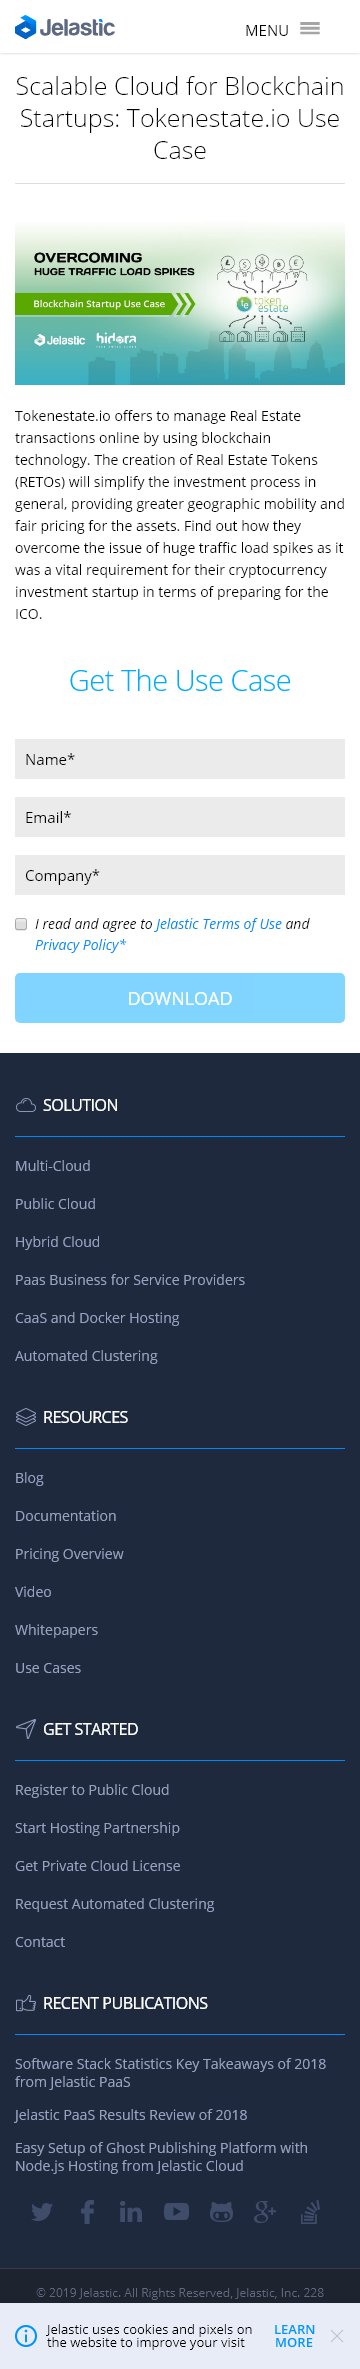 Jelastic
MENU
Scalable Cloud for Blockchain
Startups: Tokenestate.io Use
Case
OVERCOMING
HUGE TRAFFIC LOAD SPIKES
Blockchain Startup Use Case
token
estate
Jelastic hidora
Tokenestate.io offers to manage Real Estate
transactions online by using blockchain
technology. The creation of Real Estate Tokens
(RETOs) will simplify the investment process in
general, providing greater geographic mobility and
fair pricing for the assets. Find out how they
overcome the issue of huge traffic load spikes as it
was a vital requirement for their cryptocurrency
investment startup in terms of preparing for the
ICO.
Get The Use Case
Name*
Email*
Company*
I read and agree to Jelastic Terms of Use and
Privacy Policy*
DOWNLOAD
SOLUTION
Multi-Cloud
Public Cloud
Hybrid Cloud
Paas Business for Service Providers
CaaS and Docker Hosting
Automated Clustering
RESOURCES
Blog
Documentation
Pricing Overview
Video
Whitepapers
Use Cases
GET STARTED
Register to Public Cloud
Start Hosting Partnership
Get Private Cloud License
Request Automated Clustering
Contact
RECENT PUBLICATIONS
Software Stack Statistics Key Takeaways of 2018
from Jelastic PaaS
Jelastic PaaS Results Review of 2018
Easy Setup of Ghost Publishing Platform with
Node.js Hosting from Jelastic Cloud
© 2019 Jelastic. All Rights Reserved, Jelastic, Inc. 228
Jelastic uses cookies and pixels on
the website to improve your visit
LEARN
MORE